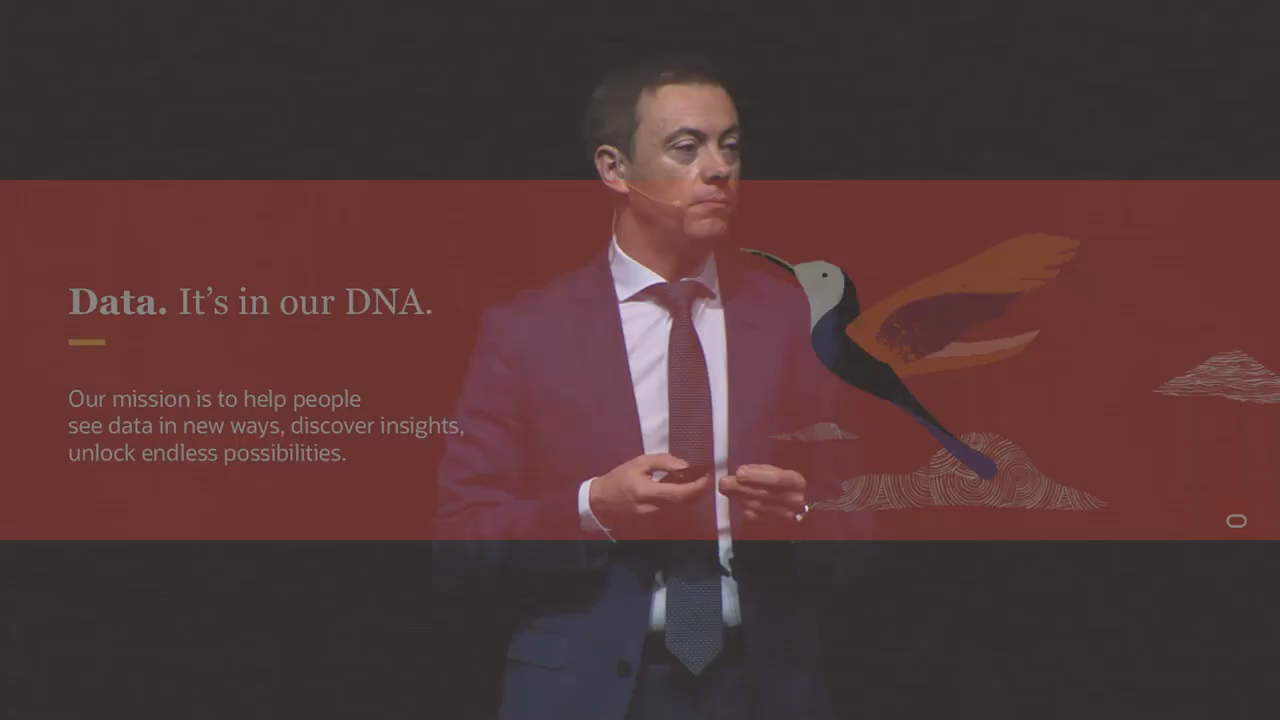 Data. It’s in our DNA.
Our mission is to help people
see data in new ways, discover insights,
unlock endless possibilities.